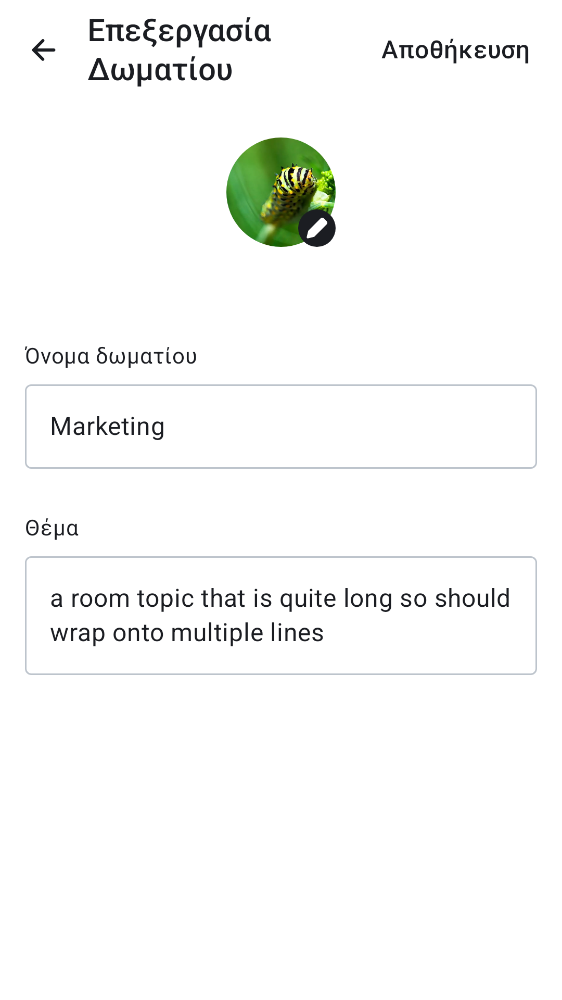 Επεξεργασία
Δωματίου
Αποθήκευση
Όνομα δωματίου
Marketing
Θέμα
a room topic that is quite long so should
wrap onto multiple lines